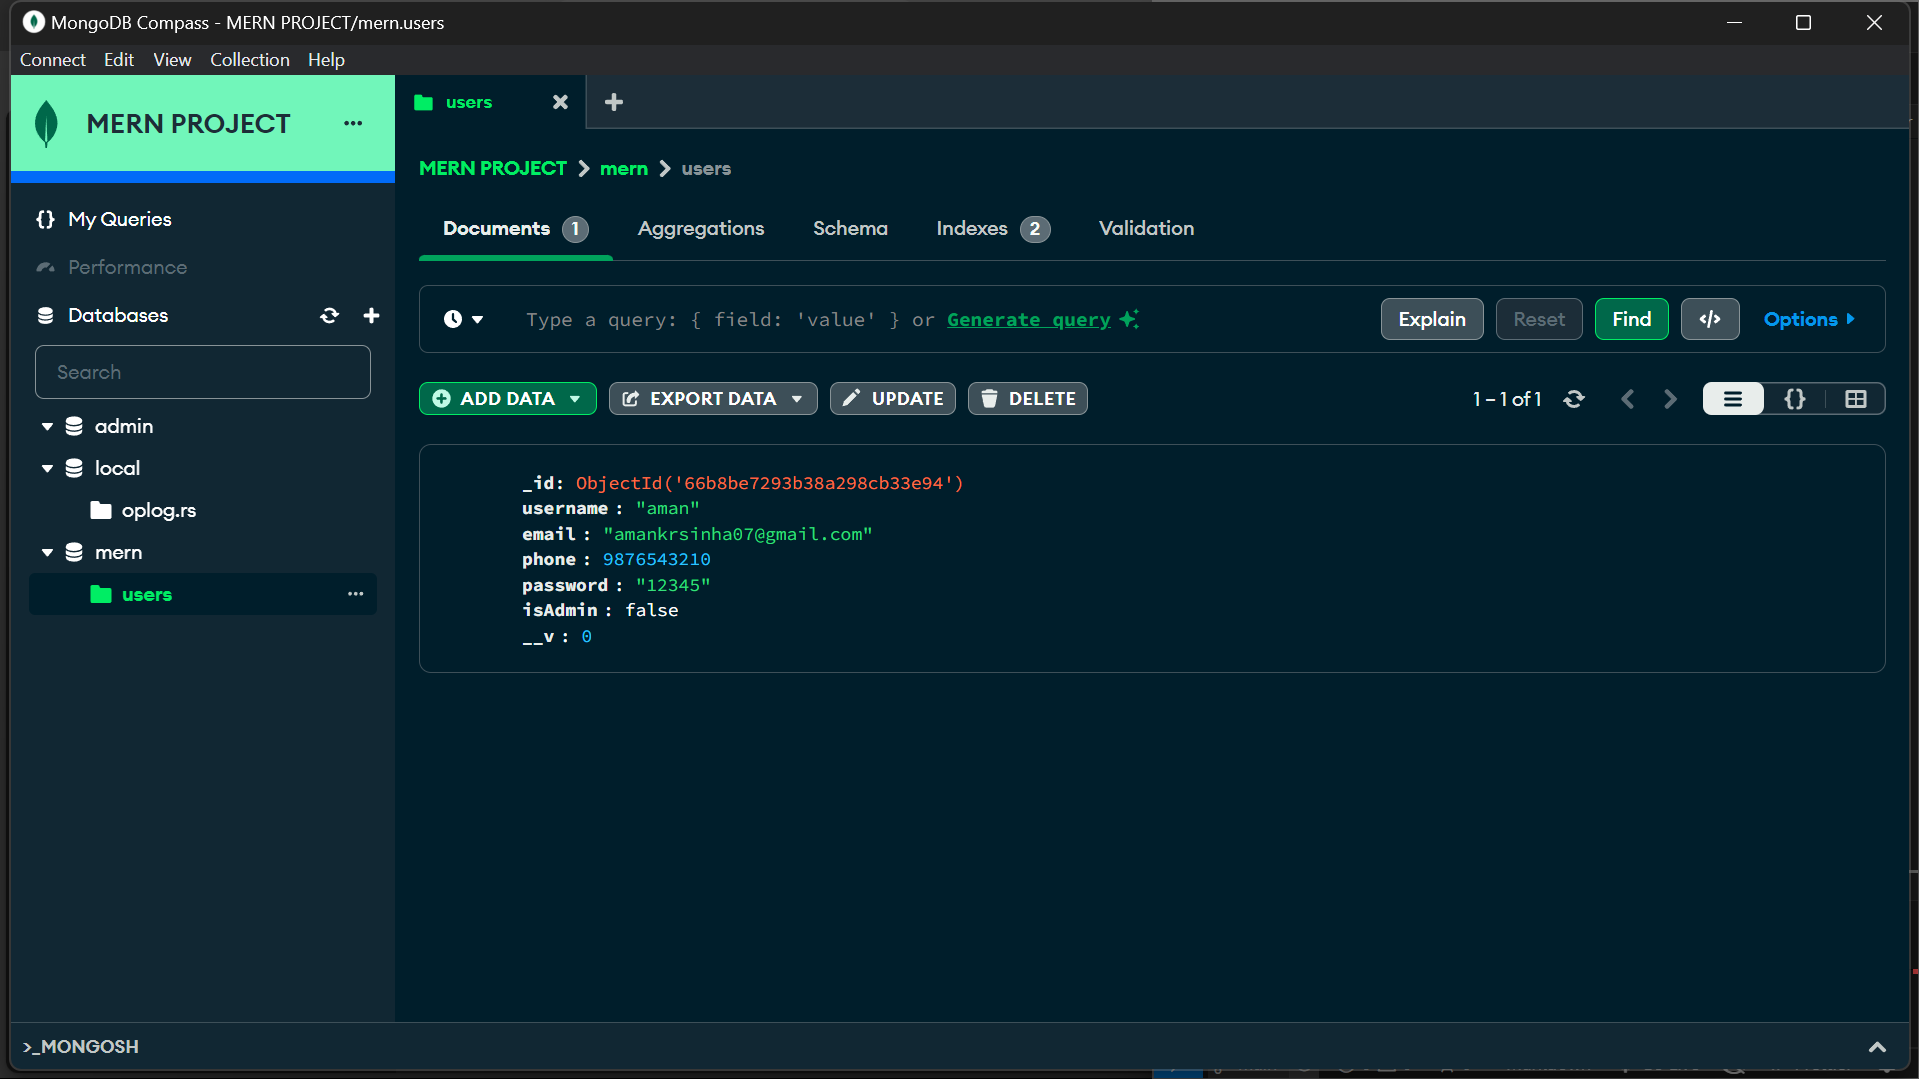 MongoDB Compass - MERN PROJECT/mern.users
Connect Edit View Collection Help
MERN PROJECT ...
users
MERN PROJECT > mern > users
My Queries
Performance
Databases
Search
admin
local
oplog.rs
mern
users ...
Documents 1 Aggregations Schema Indexes 2 Validation
Type a query: { field: 'value' } or Generate query
Explain Reset Find </> Options
ADD DATA EXPORT DATA UPDATE DELETE
1 – 1 of 1 {}
_id: ObjectId('66b8be7293b38a298cb33e94')
username : "aman"
email : "amankrsinha07@gmail.com"
phone : 9876543210
password : "12345"
isAdmin : false
__v : 0
>_MONGOSH